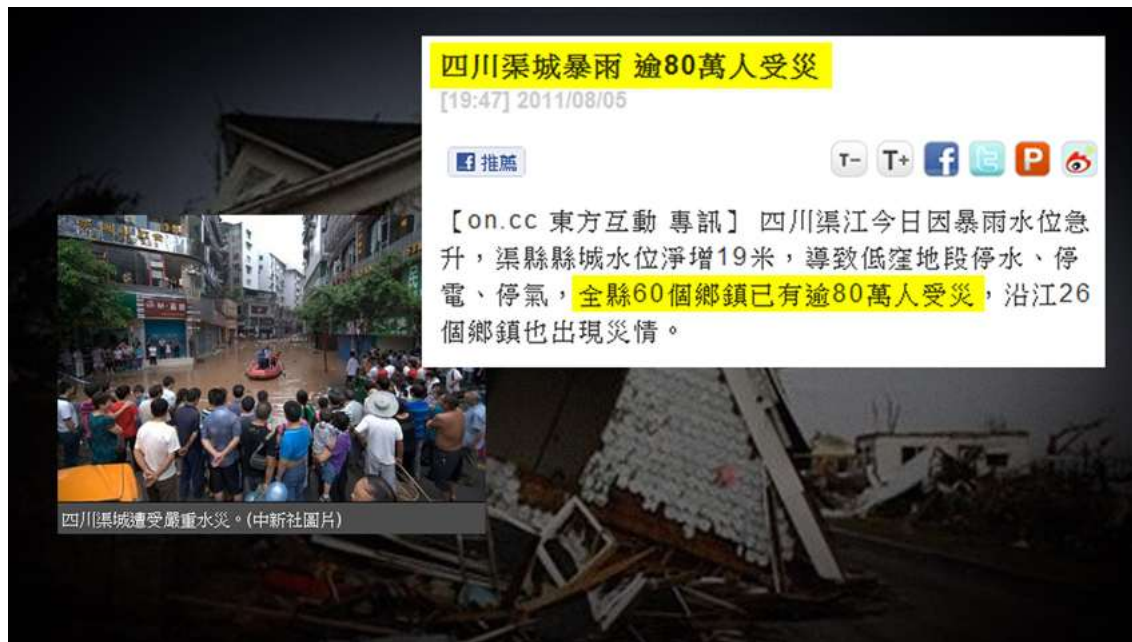 四川渠城暴雨 逾80萬人受災
[19:47] 2011/08/05
推薦
T- T+
【on.cc 東方互動 專訊】 四川渠江今日因暴雨水位急
升，渠縣縣城水位淨增19米，導致低窪地段停水、停
電、停氣，全縣60個鄉鎮已有逾80萬人受災，沿江26
個鄉鎮也出現災情。
四川渠城遭受嚴重水災。(中新社圖片)